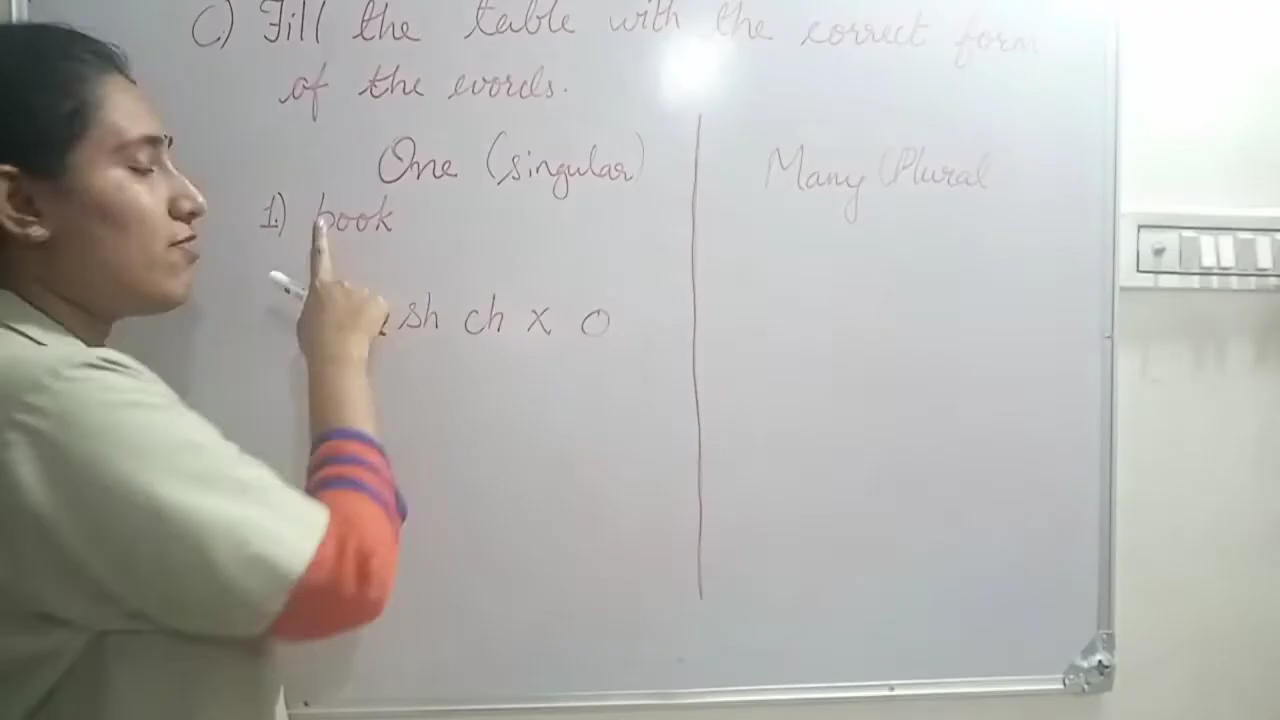 C) Fill the table with the correct form
of the words.
One (singular)
Many (Plural
1.) book
sh ch x o